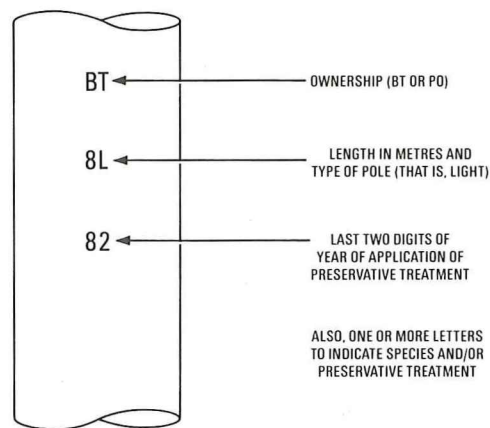 BT
OWNERSHIP (BT OR PO)
8L
LENGTH IN METRES AND
TYPE OF POLE (THAT IS, LIGHT)
82
LAST TWO DIGITS OF
YEAR OF APPLICATION OF
PRESERVATIVE TREATMENT
ALSO, ONE OR MORE LETTERS
TO INDICATE SPECIES AND/OR
PRESERVATIVE TREATMENT